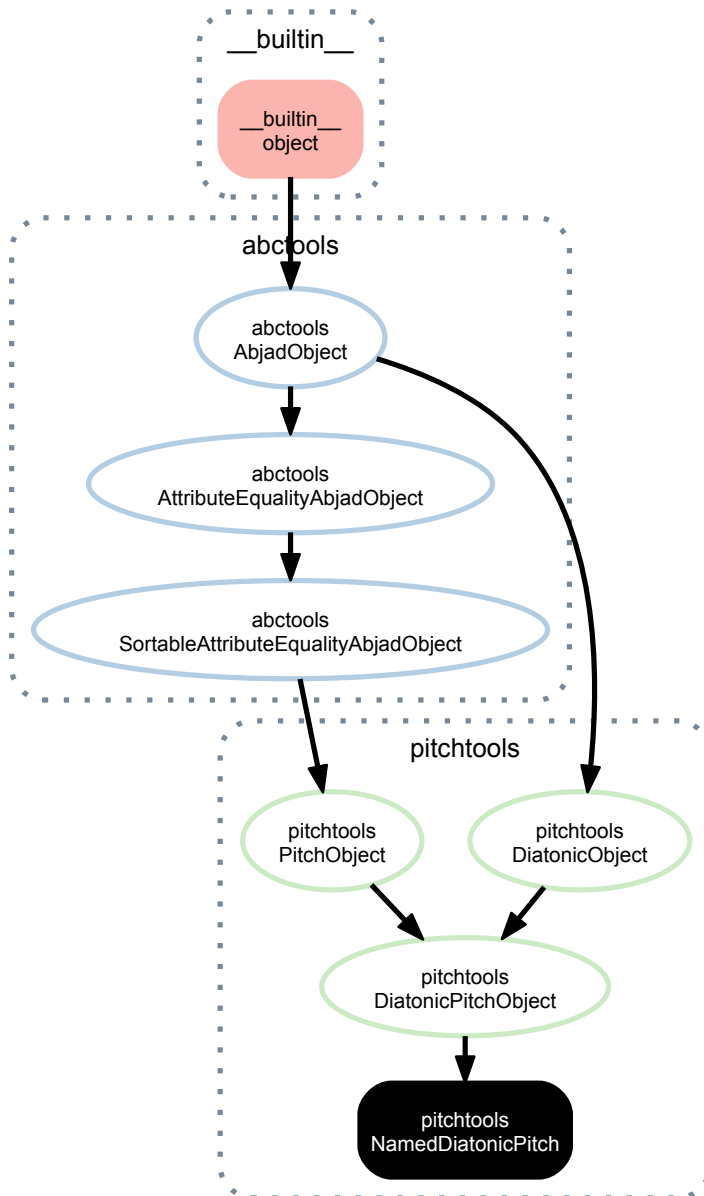 __builtin__
__builtin__
object
abctools
abctools
AbjadObject
abctools
AttributeEqualityAbjadObject
abctools
SortableAttributeEqualityAbjadObject
pitchtools
pitchtools
PitchObject
pitchtools
DiatonicObject
pitchtools
DiatonicPitchObject
pitchtools
NamedDiatonicPitch